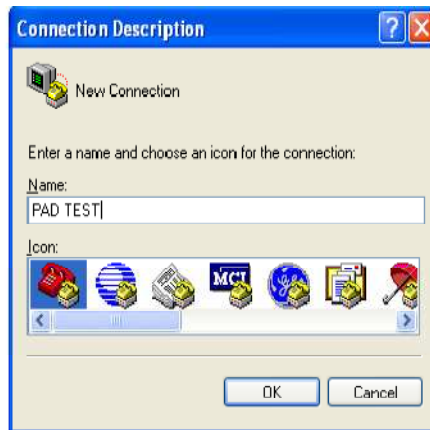 Connection Description
New Connection
Enter a name and choose an icon for the connection:
Name:
PAD TEST
Icon:
MCI
OK Cancel